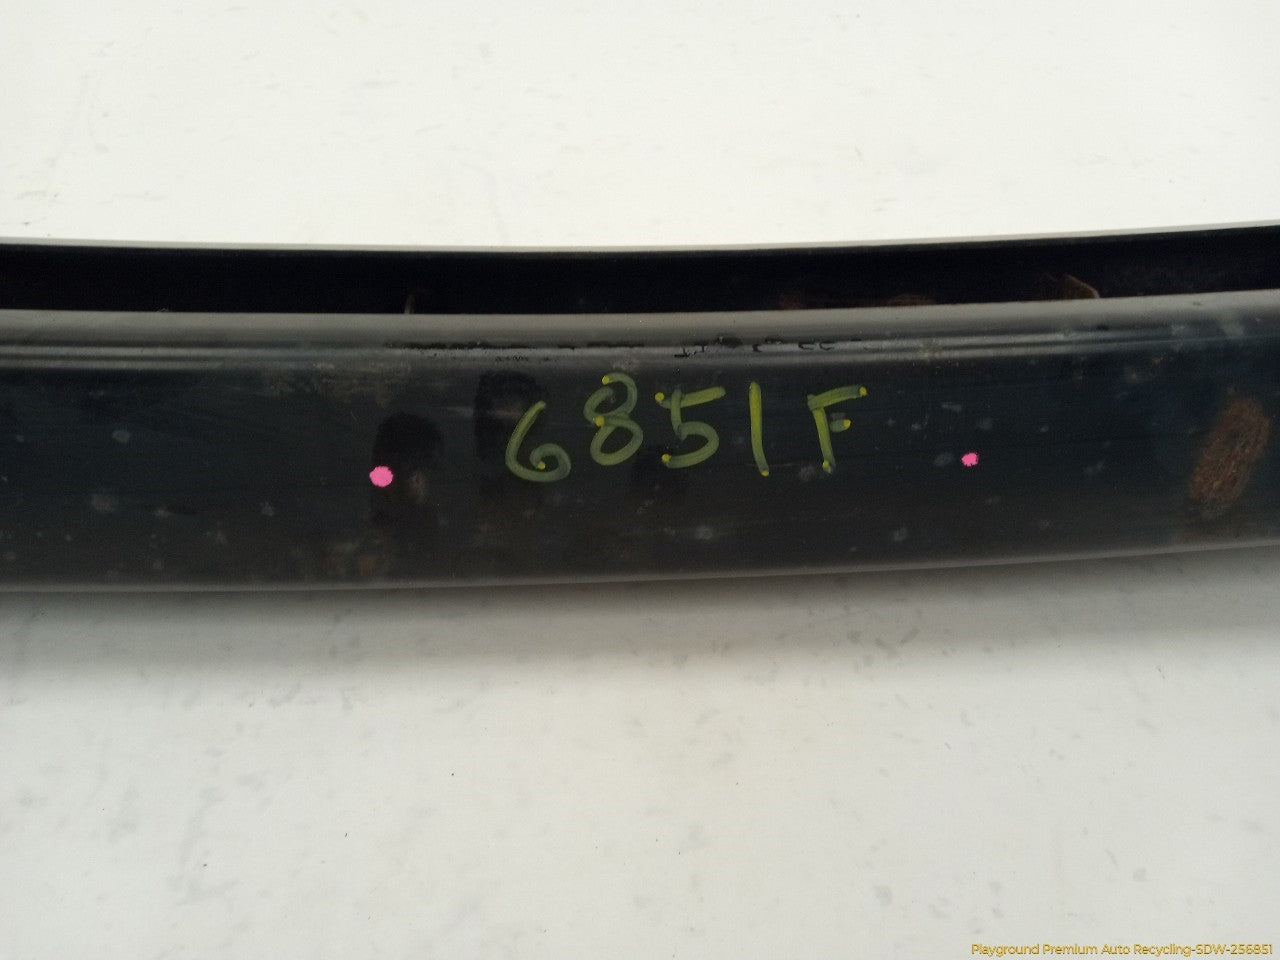 6851F
Playground Premium Auto Recycling-SDW-256851